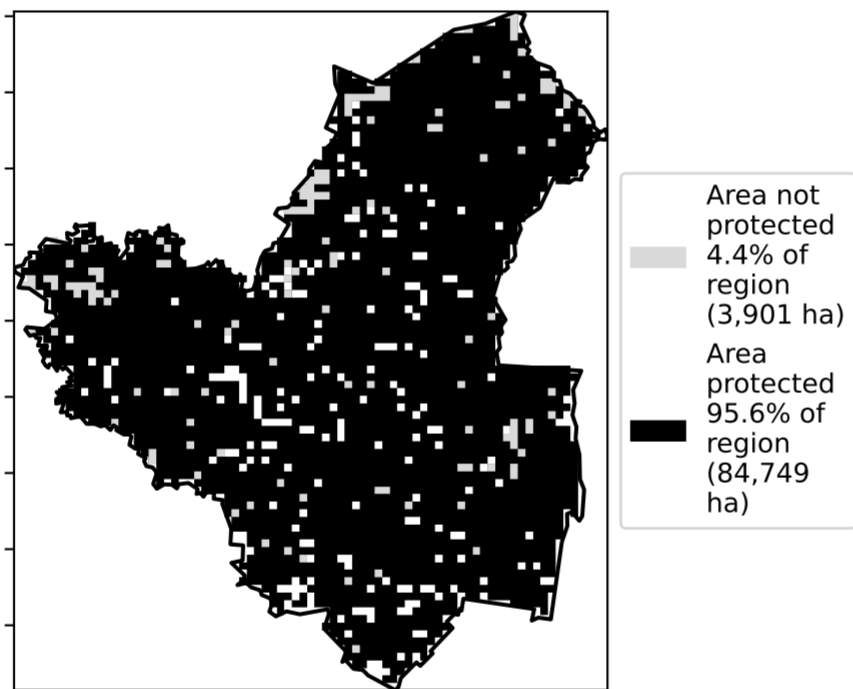 Area not
protected
4.4% of
region
(3,901 ha)
Area
protected
95.6% of
region
(84,749
ha)